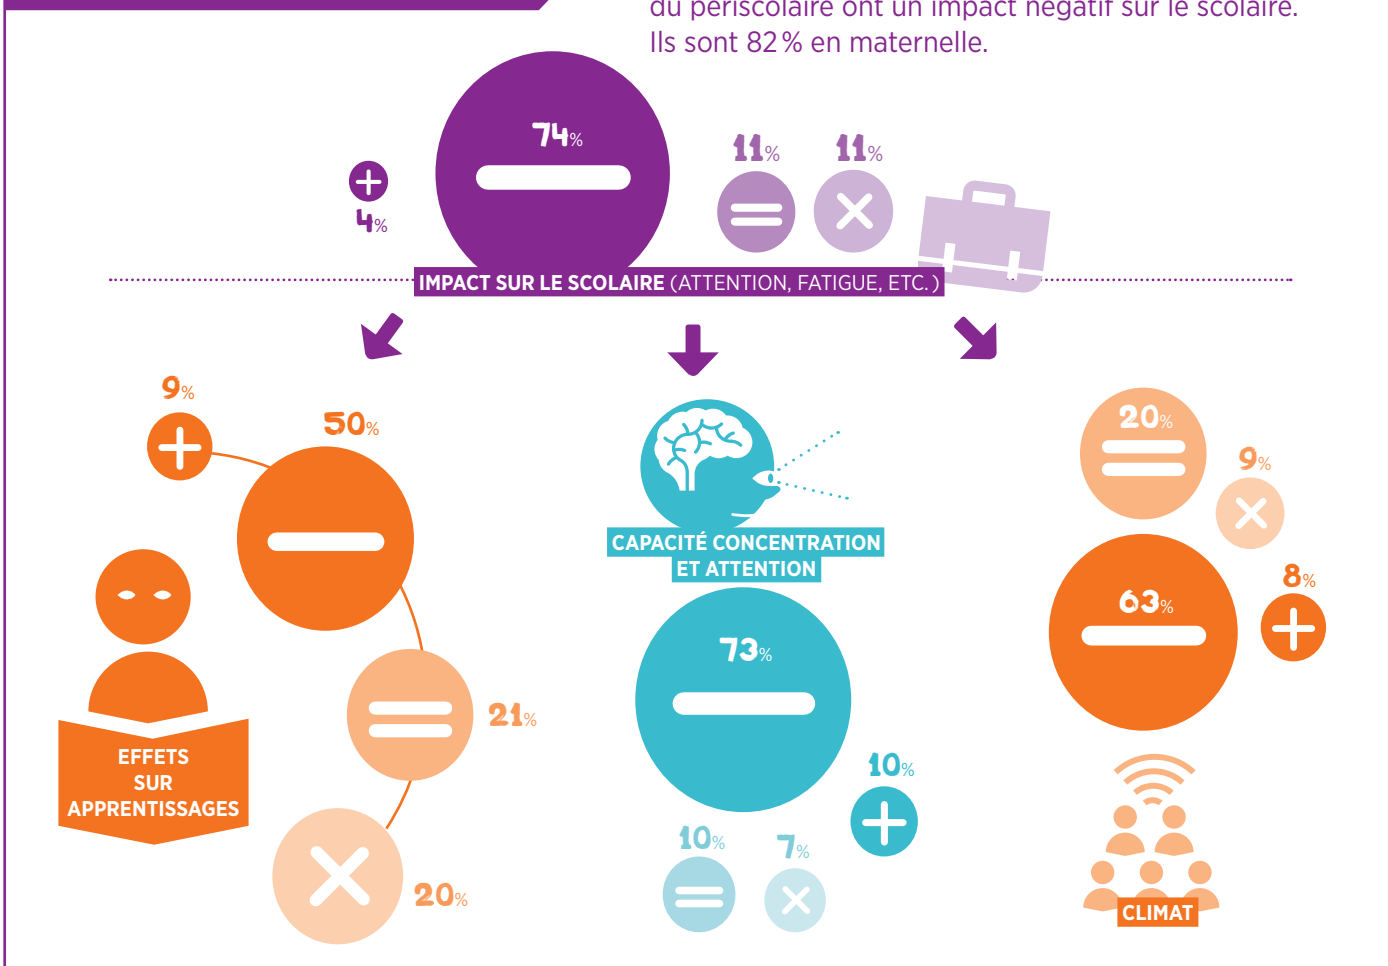 du périscolaire ont un impact négatif sur le scolaire.
Ils sont 82 % en maternelle.
74%
11%
11%
4%
IMPACT SUR LE SCOLAIRE (ATTENTION, FATIGUE, ETC. )
9%
50%
21%
20%
EFFETS
SUR
APPRENTISSAGES
CAPACITÉ CONCENTRATION
ET ATTENTION
73%
10%
10%
7%
20%
9%
63%
8%
CLIMAT